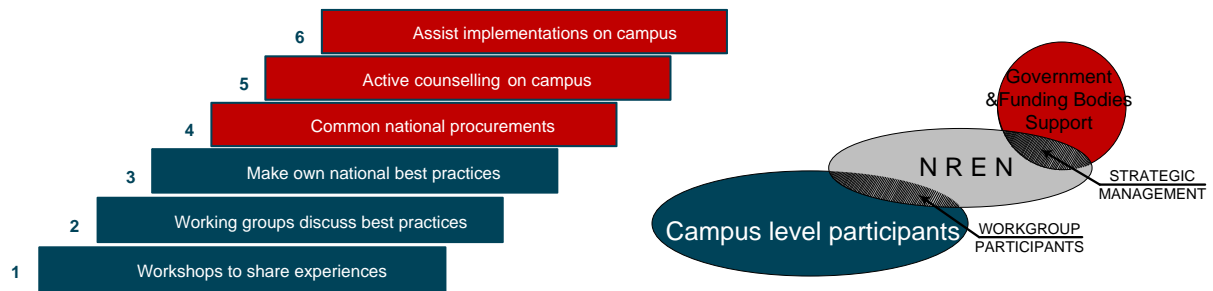 6
Assist implementations on campus
5
Active counselling on campus
4
Common national procurements
3
Make own national best practices
2
Working groups discuss best practices
1
Workshops to share experiences
Government
&Funding Bodies
Support
N R E N
STRATEGIC
MANAGEMENT
Campus level participants
WORKGROUP
PARTICIPANTS